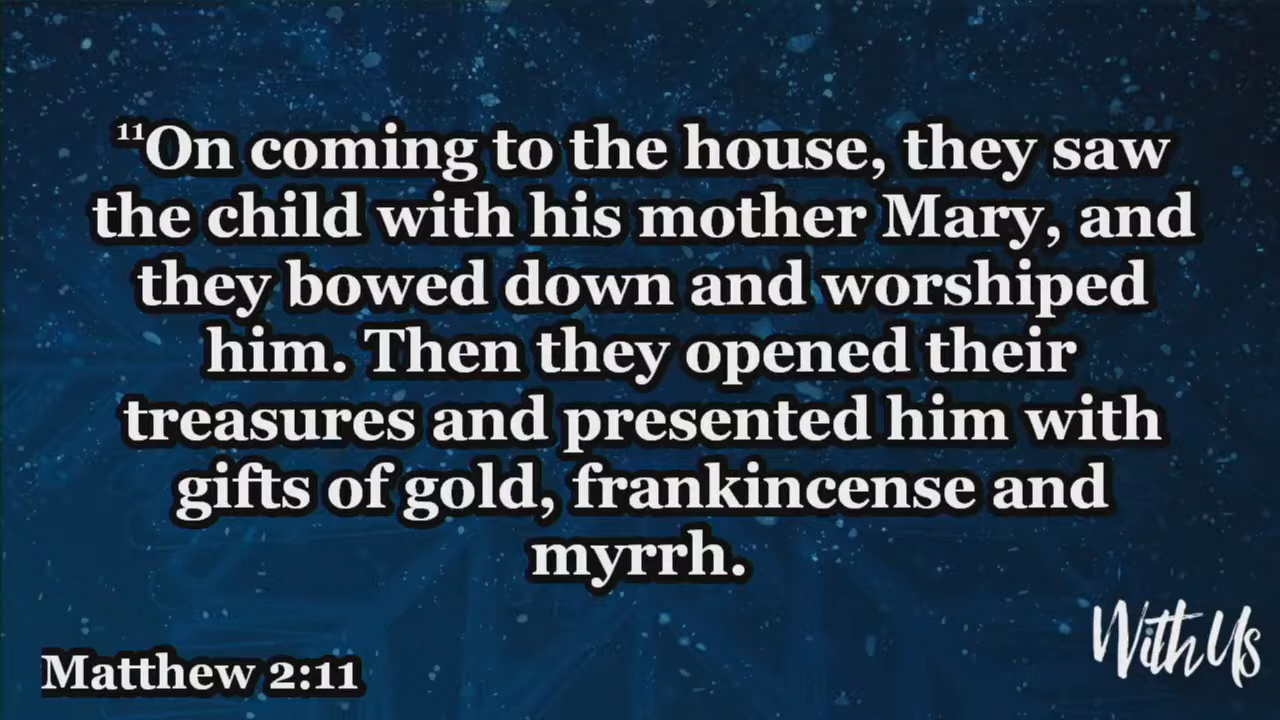 ¹¹On coming to the house, they saw
the child with his mother Mary, and
they bowed down and worshiped
him. Then they opened their
treasures and presented him with
gifts of gold, frankincense and
myrrh.
With Us
Matthew 2:11